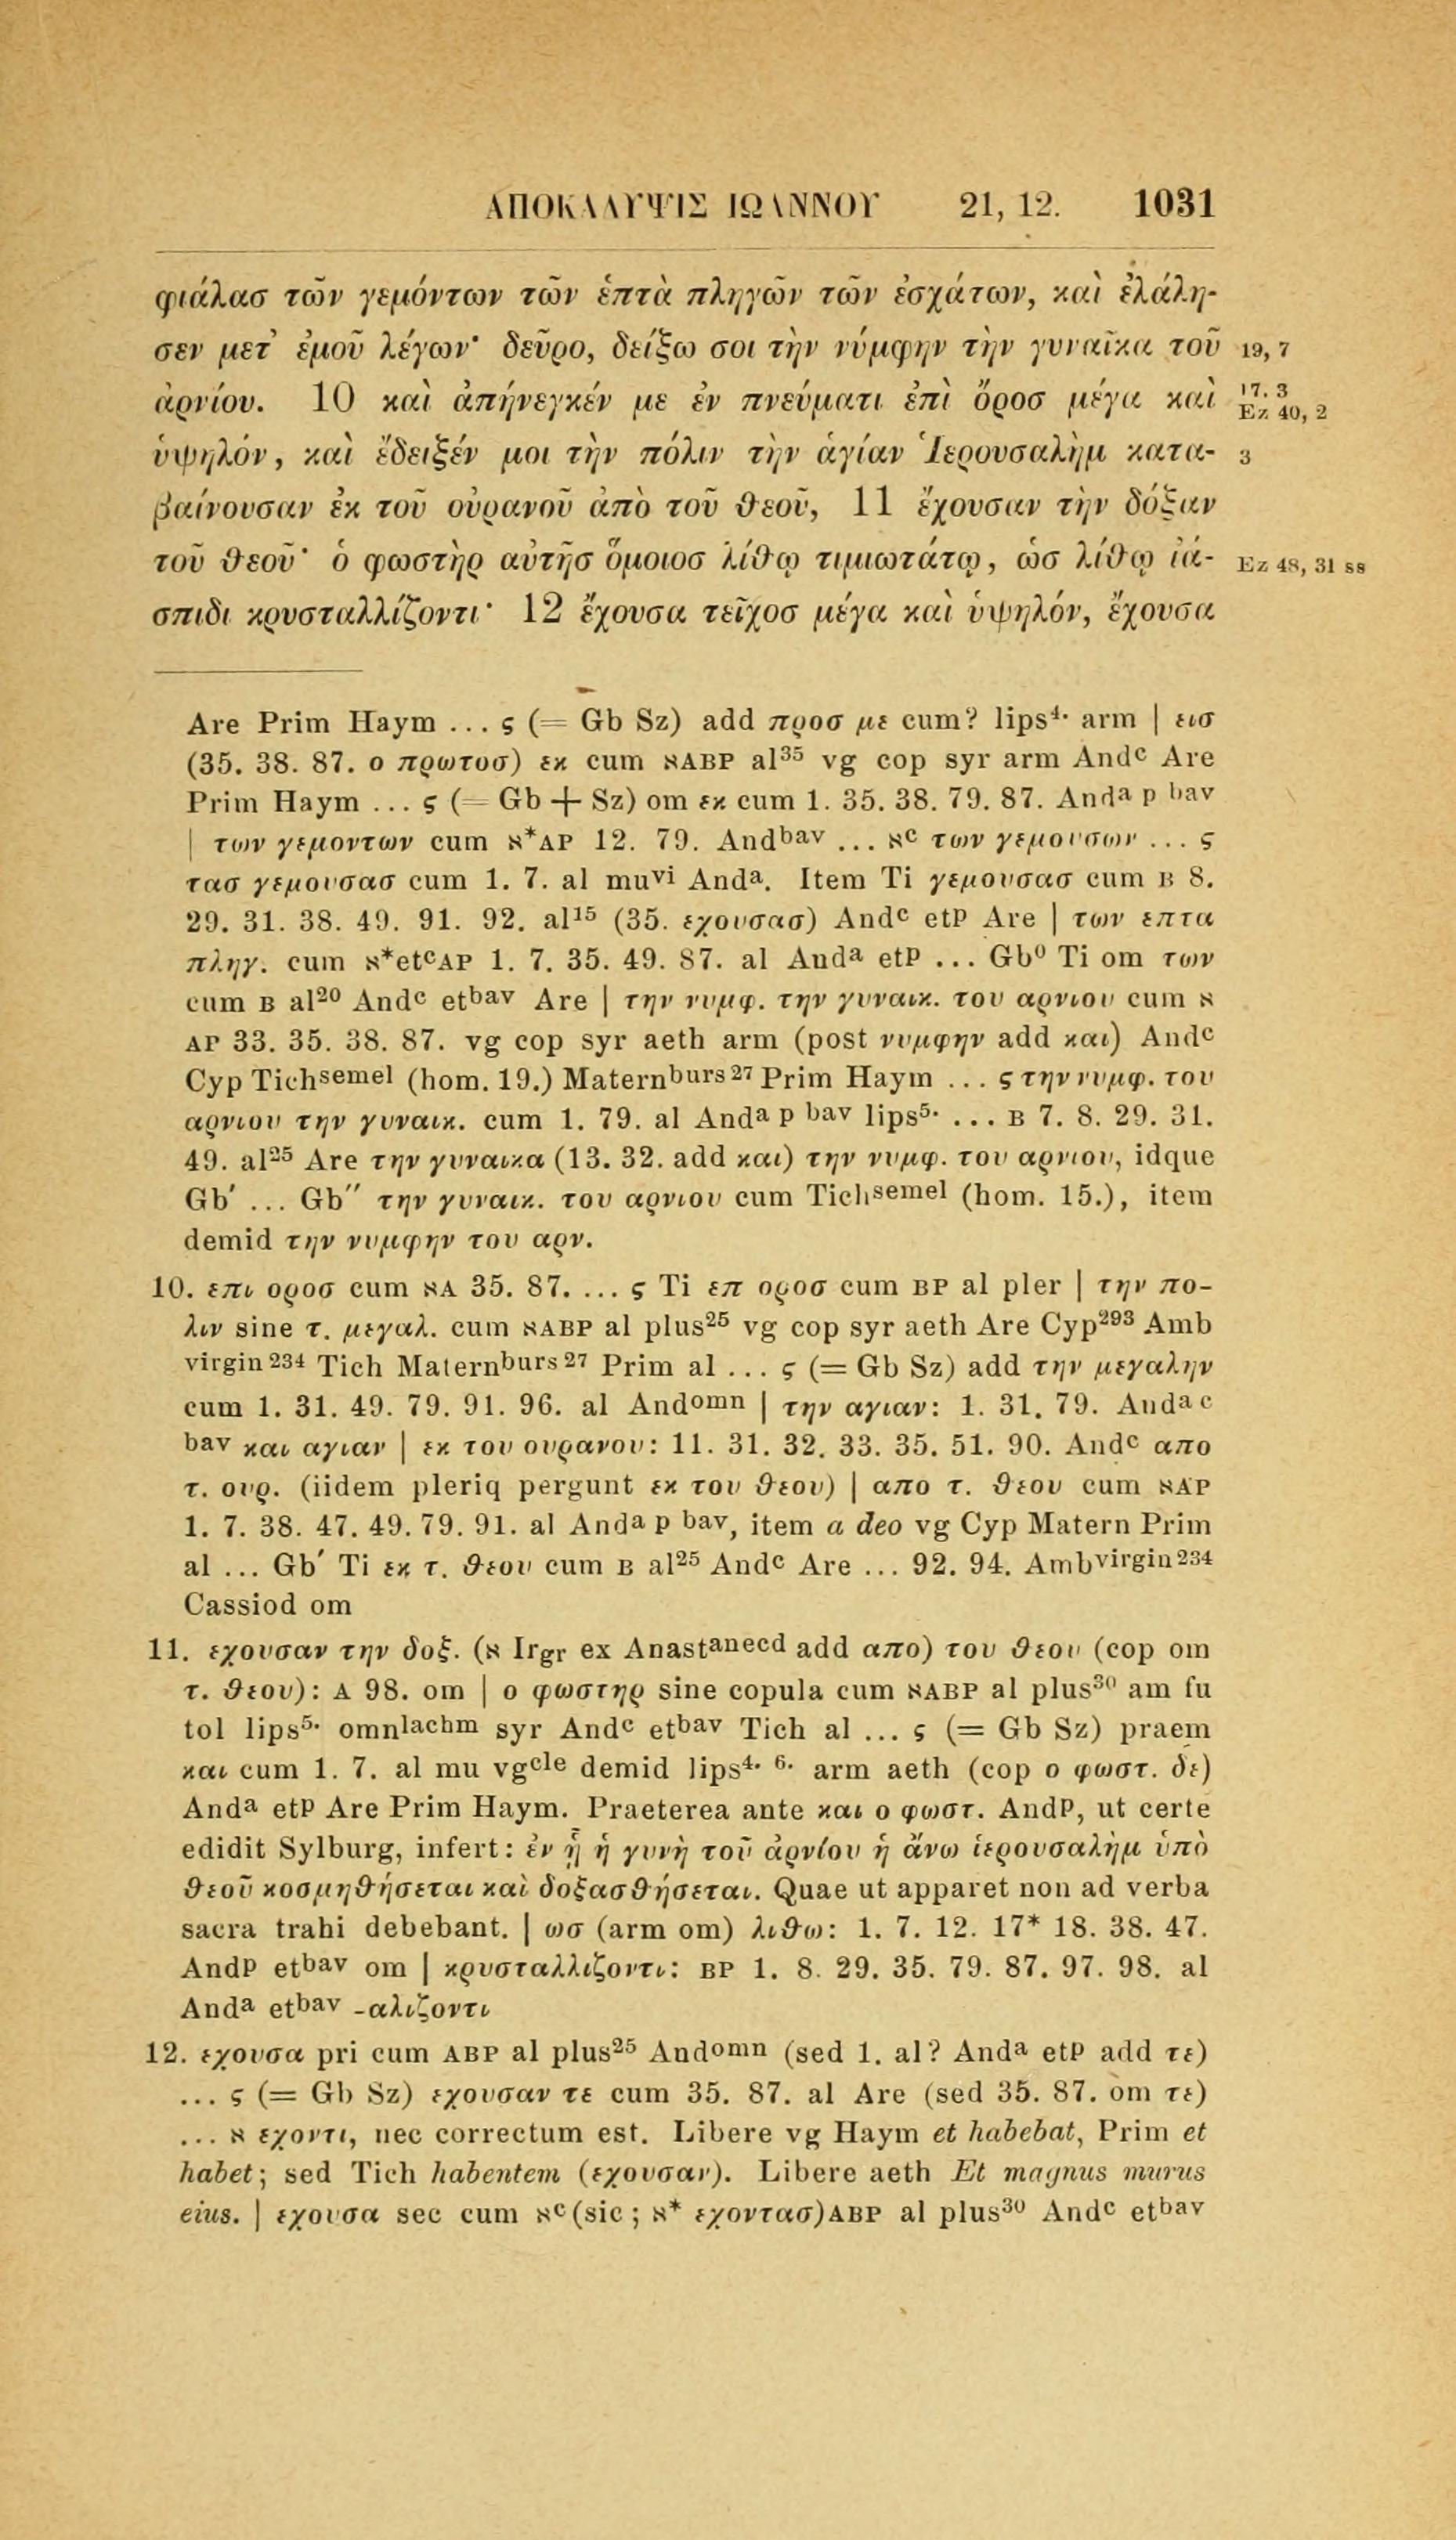 ΑΠΟΚΑΛΥΨΙΣ ΙΩΑΝΝΟΥ 21, 12. 1031
φιάλασ τῶν γεμόντων τῶν ἑπτὰ πληγῶν τῶν ἐσχάτων, καὶ ἐλάλη-
σεν μετ᾽ ἐμοῦ λέγων· δεῦρο, δείξω σοι τὴν νύμφην τὴν γυναῖκα τοῦ 19, 7
ἀρνίου. 10 καὶ ἀπήνεγκέν με ἐν πνεύματι ἐπὶ ὄροσ μέγα καὶ 17, 3 Ez 40, 2
ὑψηλόν, καὶ ἔδειξέν μοι τὴν πόλιν τὴν ἁγίαν Ἱερουσαλὴμ κατα- 3
βαίνουσαν ἐκ τοῦ οὐρανοῦ ἀπὸ τοῦ θεοῦ, 11 ἔχουσαν τὴν δόξαν
τοῦ θεοῦ· ὁ φωστὴρ αὐτῆσ ὅμοιοσ λίθῳ τιμιωτάτῳ, ὡσ λίθῳ ἰά- Ez 48, 31 ss
σπιδι κρυσταλλίζοντι· 12 ἔχουσα τεῖχοσ μέγα καὶ ὑψηλόν, ἔχουσα
Are Prim Haym ... ς (= Gb Sz) add προσ με cum? lips⁴· arm | εισ
(35. 38. 87. ο πρωτοσ) εκ cum אABP al³⁵ vg cop syr arm Andᶜ Are
Prim Haym ... ς (= Gb + Sz) om εκ cum 1. 35. 38. 79. 87. Andᵃ ᵖ ᵇᵃᵛ
| των γεμοντων cum א*AP 12. 79. Andᵇᵃᵛ ... אᶜ των γεμουσων ... ς
τασ γεμουσασ cum 1. 7. al muᵛⁱ Andᵃ. Item Ti γεμουσασ cum B 8.
29. 31. 38. 49. 91. 92. al¹⁵ (35. εχουσασ) Andᶜ etᵖ Are | των επτα
πληγ. cum א*etᶜAP 1. 7. 35. 49. 87. al Andᵃ etᵖ ... Gb⁰ Ti om των
cum B al²⁰ Andᶜ etᵇᵃᵛ Are | την νυμφ. την γυναικ. του αρνιου cum א
AP 33. 35. 38. 87. vg cop syr aeth arm (post νυμφην add και) Andᶜ
Cyp Tichˢᵉᵐᵉˡ (hom. 19.) Maternᵇᵘʳˢ ²⁷ Prim Haym ... ς την νυμφ. του
αρνιου την γυναικ. cum 1. 79. al Andᵃ ᵖ ᵇᵃᵛ lips⁵· ... B 7. 8. 29. 31.
49. al²⁵ Are την γυναικα (13. 32. add και) την νυμφ. του αρνιου, idque
Gb′ ... Gb″ την γυναικ. του αρνιου cum Tichˢᵉᵐᵉˡ (hom. 15.), item
demid την νυμφην του αρν.
10. επι οροσ cum אA 35. 87. ... ς Ti επ οροσ cum BP al pler | την πο-
λιν sine τ. μεγαλ. cum אABP al plus²⁵ vg cop syr aeth Are Cyp²⁹³ Amb
virgin ²³⁴ Tich Maternᵇᵘʳˢ ²⁷ Prim al ... ς (= Gb Sz) add την μεγαλην
cum 1. 31. 49. 79. 91. 96. al Andᵒᵐⁿ | την αγιαν: 1. 31. 79. Andᵃ ᶜ
ᵇᵃᵛ και αγιαν | εκ του ουρανου: 11. 31. 32. 33. 35. 51. 90. Andᶜ απο
τ. ουρ. (iidem pleriq pergunt εκ του θεου) | απο τ. θεου cum אAP
1. 7. 38. 47. 49. 79. 91. al Andᵃ ᵖ ᵇᵃᵛ, item a deo vg Cyp Matern Prim
al ... Gb′ Ti εκ τ. θεου cum B al²⁵ Andᶜ Are ... 92. 94. Ambᵛⁱʳᵍⁱⁿ ²³⁴
Cassiod om
11. εχουσαν την δοξ. (א Irgr ex Anastᵃⁿᵉᶜᵈ add απο) του θεου (cop om
τ. θεου): A 98. om | ο φωστηρ sine copula cum אABP al plus³⁰ am fu
tol lips⁵· omnˡᵃᶜʰᵐ syr Andᶜ etᵇᵃᵛ Tich al ... ς (= Gb Sz) praem
και cum 1. 7. al mu vgᶜˡᵉ demid lips⁴· ⁶· arm aeth (cop ο φωστ. δε)
Andᵃ etᵖ Are Prim Haym. Praeterea ante και ο φωστ. Andᵖ, ut certe
edidit Sylburg, infert: ἐν ᾗ ἡ γυνὴ τοῦ ἀρνίου ἡ ἄνω ἱερουσαλὴμ ὑπὸ
θεοῦ κοσμηθήσεται καὶ δοξασθήσεται. Quae ut apparet non ad verba
sacra trahi debebant. | ωσ (arm om) λιθω: 1. 7. 12. 17* 18. 38. 47.
Andᵖ etᵇᵃᵛ om | κρυσταλλιζοντι: BP 1. 8. 29. 35. 79. 87. 97. 98. al
Andᵃ etᵇᵃᵛ -αλιζοντι
12. εχουσα pri cum ABP al plus²⁵ Andᵒᵐⁿ (sed 1. al? Andᵃ etᵖ add τε)
... ς (= Gb Sz) εχουσαν τε cum 35. 87. al Are (sed 35. 87. om τε)
... א εχοντι, nec correctum est. Libere vg Haym et habebat, Prim et
habet; sed Tich habentem (εχουσαν). Libere aeth Et magnus murus
eius. | εχουσα sec cum אᶜ(sic; א* εχοντασ)ABP al plus³⁰ Andᶜ etᵇᵃᵛ